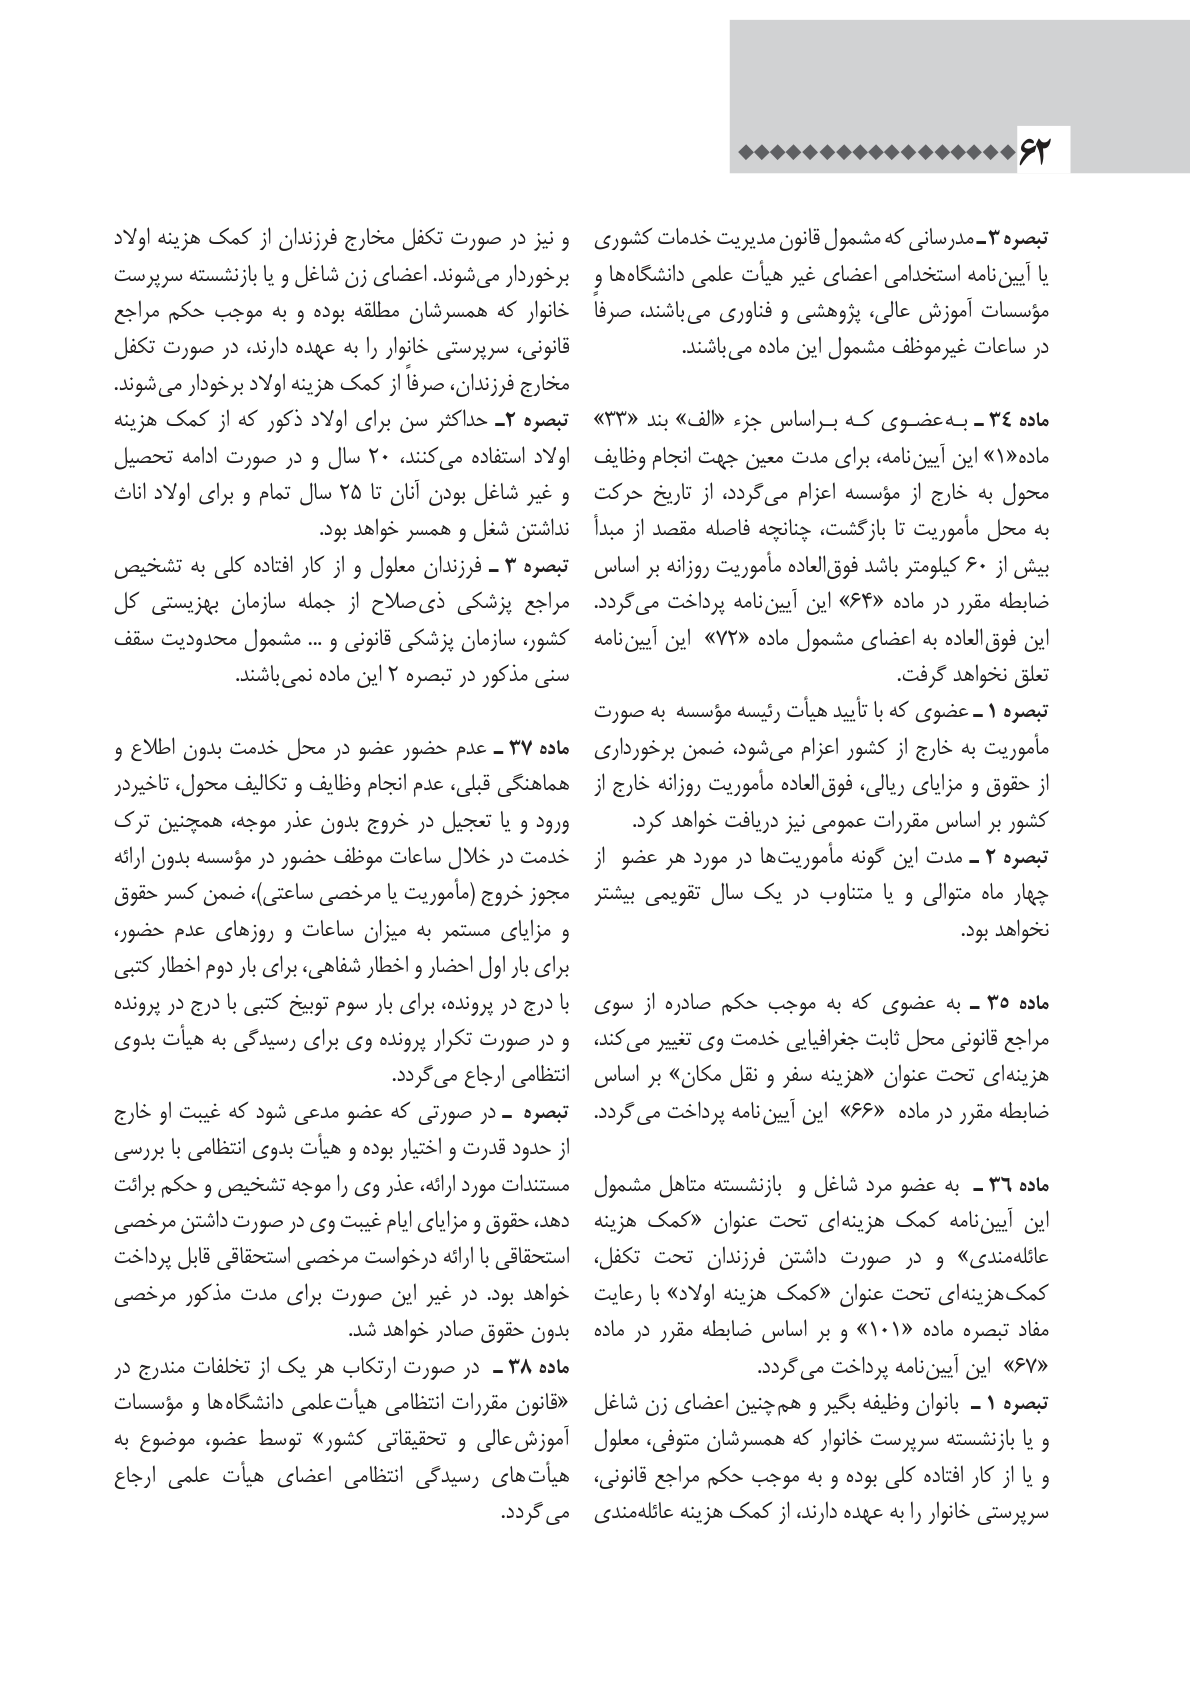 ۶۲
تبصره ۳ـ مدرسانی که مشمول قانون مدیریت خدمات کشوری
یا آیین‌نامه استخدامی اعضای غیر هیأت علمی دانشگاه‌ها و
مؤسسات آموزش عالی، پژوهشی و فناوری می‌باشند، صرفاً
در ساعات غیرموظف مشمول این ماده می‌باشند.
ماده ۳۴ ـ بـه‌عضـوی کـه بـراساس جزء «الف» بند «۳۳»
ماده«۱» این آیین‌نامه، برای مدت معین جهت انجام وظایف
محول به خارج از مؤسسه اعزام می‌گردد، از تاریخ حرکت
به محل مأموریت تا بازگشت، چنانچه فاصله مقصد از مبدأ
بیش از ۶۰ کیلومتر باشد فوق‌العاده مأموریت روزانه بر اساس
ضابطه مقرر در ماده «۶۴» این آیین‌نامه پرداخت می‌گردد.
این فوق‌العاده به اعضای مشمول ماده «۷۲» این آیین‌نامه
تعلق نخواهد گرفت.
تبصره ۱ ـ عضوی که با تأیید هیأت رئیسه مؤسسه به صورت
مأموریت به خارج از کشور اعزام می‌شود، ضمن برخورداری
از حقوق و مزایای ریالی، فوق‌العاده مأموریت روزانه خارج از
کشور بر اساس مقررات عمومی نیز دریافت خواهد کرد.
تبصره ۲ ـ مدت این گونه مأموریت‌ها در مورد هر عضو از
چهار ماه متوالی و یا متناوب در یک سال تقویمی بیشتر
نخواهد بود.
ماده ۳۵ ـ به عضوی که به موجب حکم صادره از سوی
مراجع قانونی محل ثابت جغرافیایی خدمت وی تغییر می‌کند،
هزینه‌ای تحت عنوان «هزینه سفر و نقل مکان» بر اساس
ضابطه مقرر در ماده «۶۶» این آیین‌نامه پرداخت می‌گردد.
ماده ۳۶ ـ به عضو مرد شاغل و بازنشسته متاهل مشمول
این آیین‌نامه کمک هزینه‌ای تحت عنوان «کمک هزینه
عائله‌مندی» و در صورت داشتن فرزندان تحت تکفل،
کمک‌هزینه‌ای تحت عنوان «کمک هزینه اولاد» با رعایت
مفاد تبصره ماده «۱۰۱» و بر اساس ضابطه مقرر در ماده
«۶۷» این آیین‌نامه پرداخت می‌گردد.
تبصره ۱ ـ بانوان وظیفه بگیر و هم‌چنین اعضای زن شاغل
و یا بازنشسته سرپرست خانوار که همسرشان متوفی، معلول
و یا از کار افتاده کلی بوده و به موجب حکم مراجع قانونی،
سرپرستی خانوار را به عهده دارند، از کمک هزینه عائله‌مندی
و نیز در صورت تکفل مخارج فرزندان از کمک هزینه اولاد
برخوردار می‌شوند. اعضای زن شاغل و یا بازنشسته سرپرست
خانوار که همسرشان مطلقه بوده و به موجب حکم مراجع
قانونی، سرپرستی خانوار را به عهده دارند، در صورت تکفل
مخارج فرزندان، صرفاً از کمک هزینه اولاد برخودار می‌شوند.
تبصره ۲ـ حداکثر سن برای اولاد ذکور که از کمک هزینه
اولاد استفاده می‌کنند، ۲۰ سال و در صورت ادامه تحصیل
و غیر شاغل بودن آنان تا ۲۵ سال تمام و برای اولاد اناث
نداشتن شغل و همسر خواهد بود.
تبصره ۳ ـ فرزندان معلول و از کار افتاده کلی به تشخیص
مراجع پزشکی ذی‌صلاح از جمله سازمان بهزیستی کل
کشور، سازمان پزشکی قانونی و ... مشمول محدودیت سقف
سنی مذکور در تبصره ۲ این ماده نمی‌باشند.
ماده ۳۷ ـ عدم حضور عضو در محل خدمت بدون اطلاع و
هماهنگی قبلی، عدم انجام وظایف و تکالیف محول، تاخیردر
ورود و یا تعجیل در خروج بدون عذر موجه، همچنین ترک
خدمت در خلال ساعات موظف حضور در مؤسسه بدون ارائه
مجوز خروج (مأموریت یا مرخصی ساعتی)، ضمن کسر حقوق
و مزایای مستمر به میزان ساعات و روزهای عدم حضور،
برای بار اول احضار و اخطار شفاهی، برای بار دوم اخطار کتبی
با درج در پرونده، برای بار سوم توبیخ کتبی با درج در پرونده
و در صورت تکرار پرونده وی برای رسیدگی به هیأت بدوی
انتظامی ارجاع می‌گردد.
تبصره ـ در صورتی که عضو مدعی شود که غیبت او خارج
از حدود قدرت و اختیار بوده و هیأت بدوی انتظامی با بررسی
مستندات مورد ارائه، عذر وی را موجه تشخیص و حکم برائت
دهد، حقوق و مزایای ایام غیبت وی در صورت داشتن مرخصی
استحقاقی با ارائه درخواست مرخصی استحقاقی قابل پرداخت
خواهد بود. در غیر این صورت برای مدت مذکور مرخصی
بدون حقوق صادر خواهد شد.
ماده ۳۸ ـ در صورت ارتکاب هر یک از تخلفات مندرج در
«قانون مقررات انتظامی هیأت‌علمی دانشگاه‌ها و مؤسسات
آموزش‌عالی و تحقیقاتی کشور» توسط عضو، موضوع به
هیأت‌های رسیدگی انتظامی اعضای هیأت علمی ارجاع
می‌گردد.